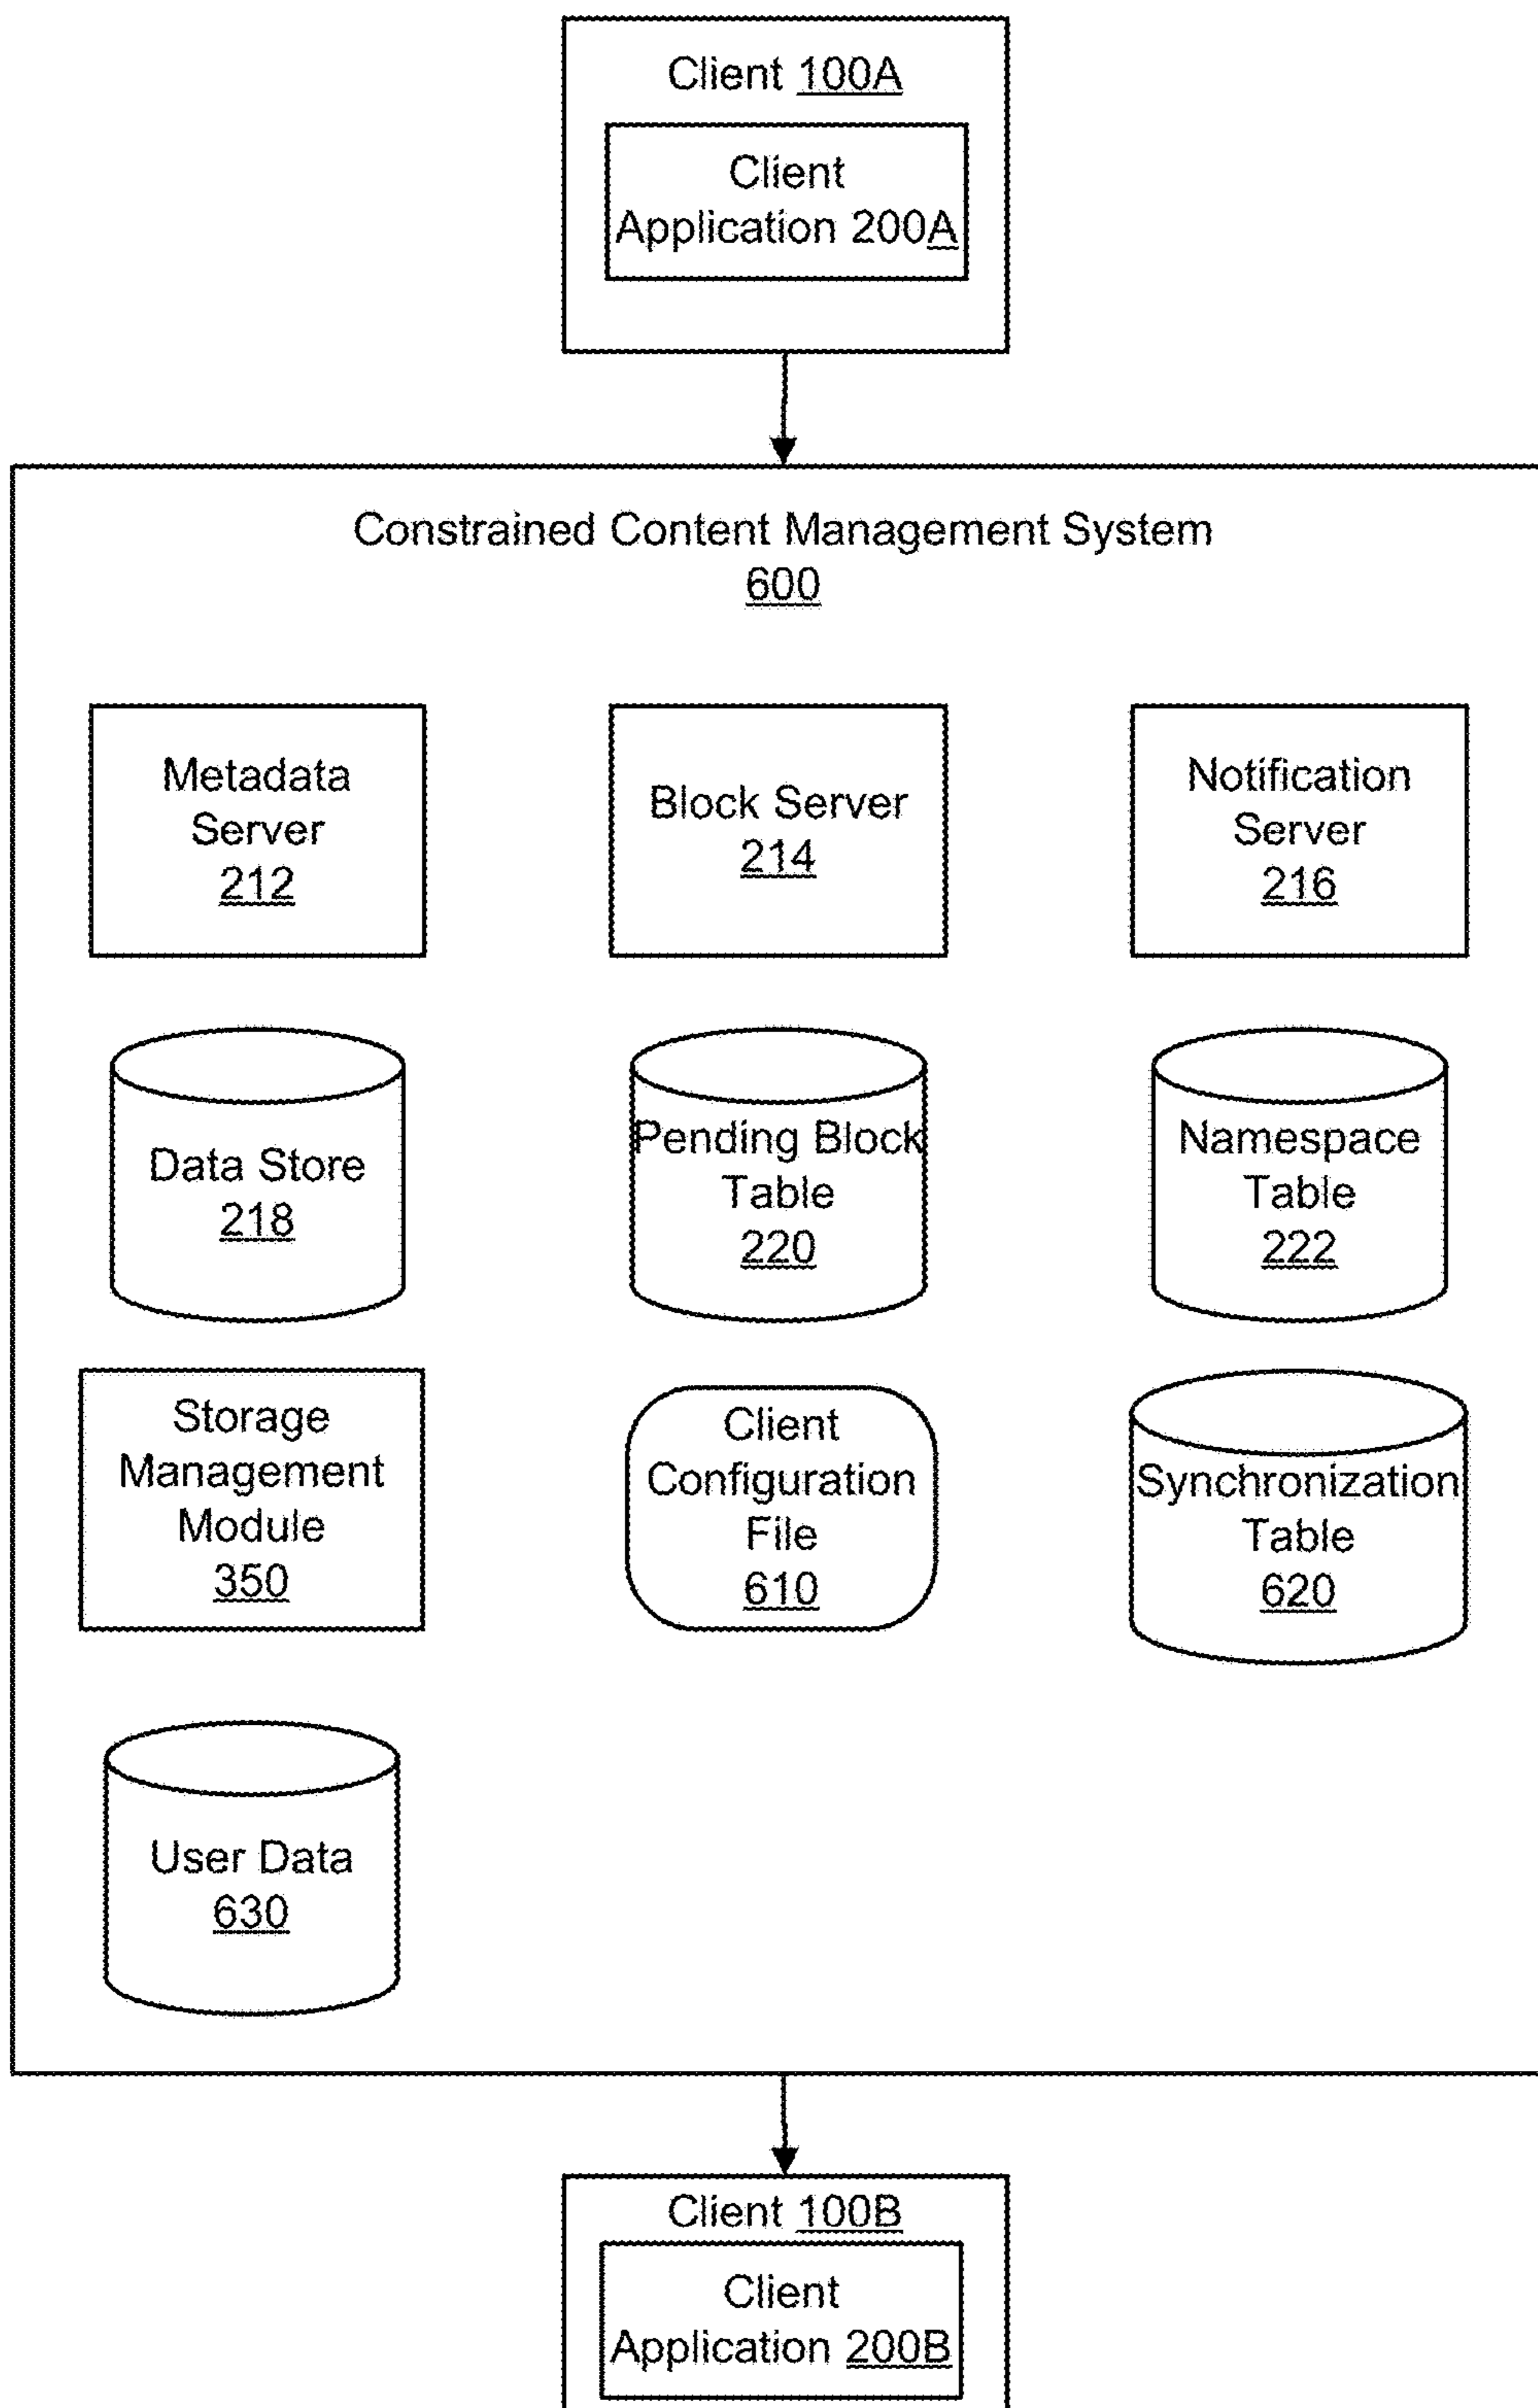 Client 100A
Client
Application 200A
Constrained Content Management System
600
Metadata
Server
212
Block Server
214
Notification
Server
216
Data Store
218
Pending Block
Table
220
Namespace
Table
222
Storage
Management
Module
350
Client
Configuration
File
610
Synchronization
Table
620
User Data
630
Client 100B
Client
Application 200B